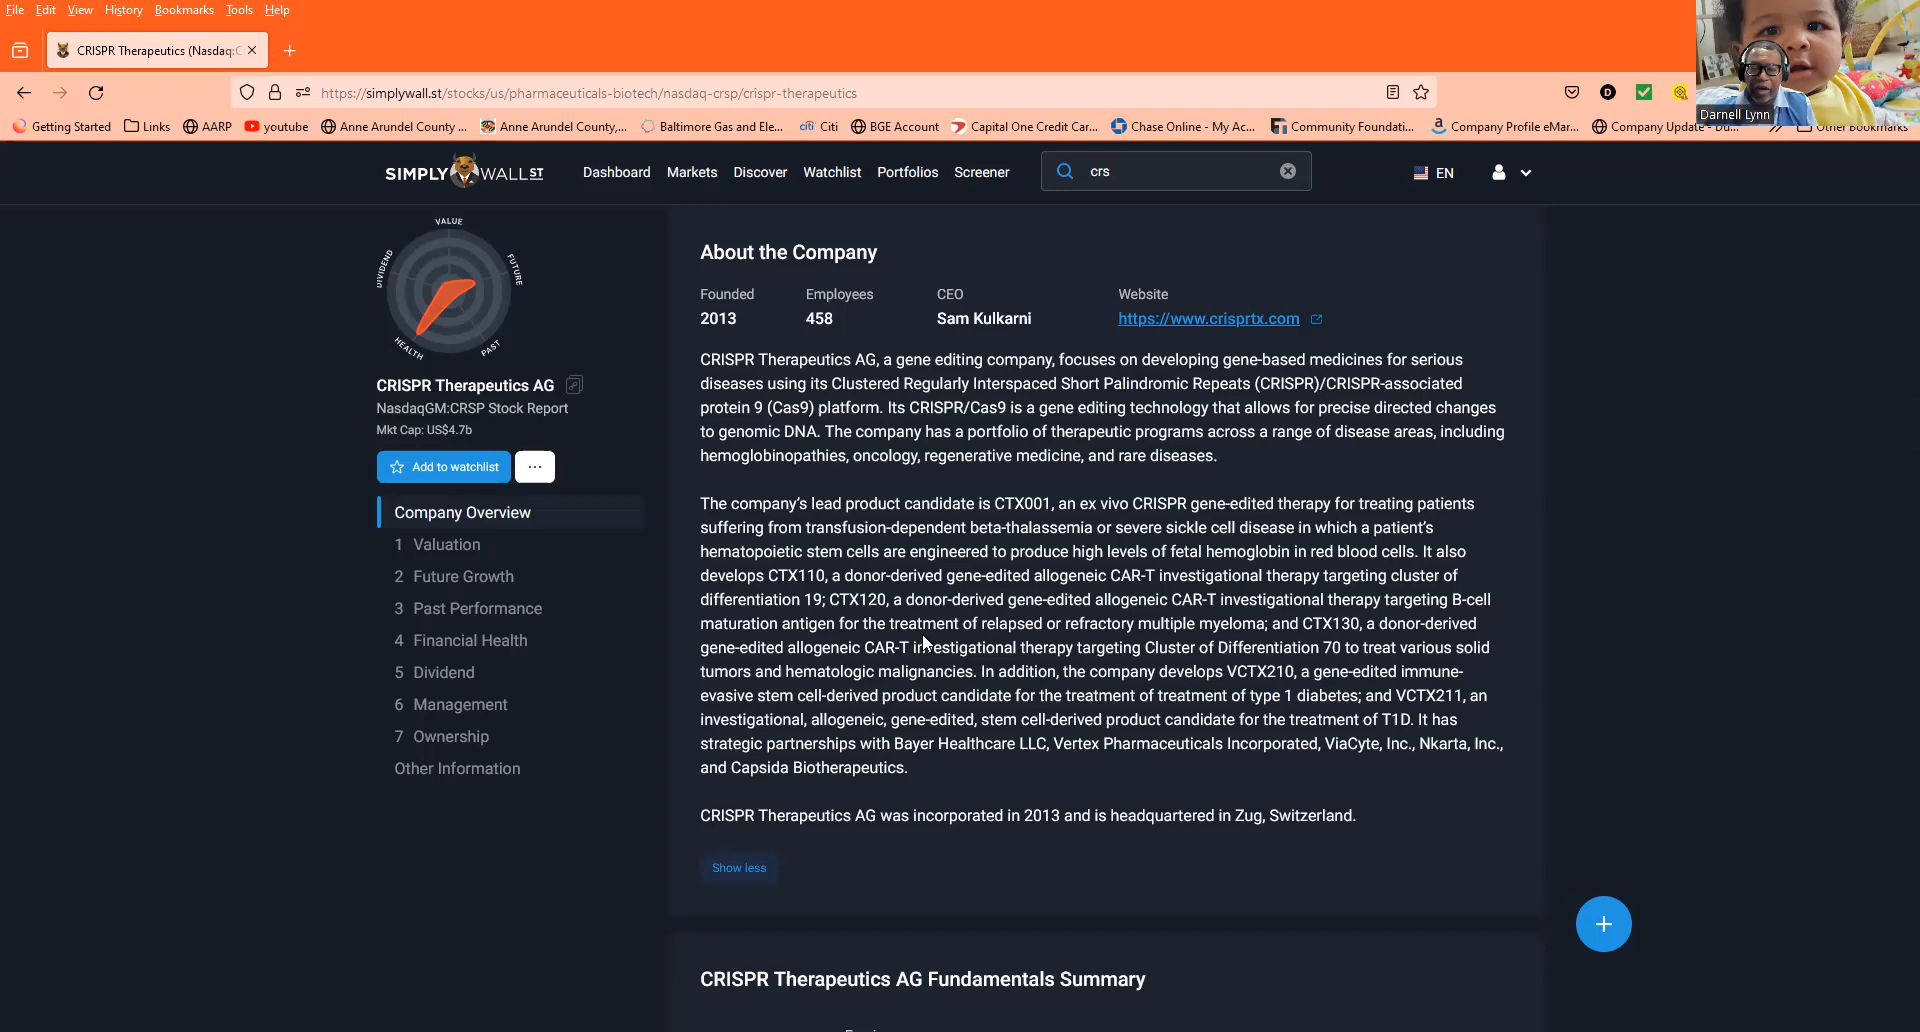 File Edit View History Bookmarks Tools Help
CRISPR Therapeutics (Nasdaq:C
https://simplywall.st/stocks/us/pharmaceuticals-biotech/nasdaq-crsp/crispr-therapeutics
Darnell Lynn
Getting Started Links AARP youtube Anne Arundel County ... Anne Arundel County,... Baltimore Gas and Ele... citi Citi BGE Account Capital One Credit Car... Chase Online - My Ac... Community Foundati... Company Profile eMar... Company Update - Du... Other Bookmarks
SIMPLY WALL ST Dashboard Markets Discover Watchlist Portfolios Screener crs EN
VALUE
FUTURE
PAST
HEALTH
DIVIDEND
CRISPR Therapeutics AG
NasdaqGM:CRSP Stock Report
Mkt Cap: US$4.7b
Add to watchlist ...
Company Overview
1 Valuation
2 Future Growth
3 Past Performance
4 Financial Health
5 Dividend
6 Management
7 Ownership
Other Information
About the Company
Founded Employees CEO Website
2013 458 Sam Kulkarni https://www.crisprtx.com
CRISPR Therapeutics AG, a gene editing company, focuses on developing gene-based medicines for serious
diseases using its Clustered Regularly Interspaced Short Palindromic Repeats (CRISPR)/CRISPR-associated
protein 9 (Cas9) platform. Its CRISPR/Cas9 is a gene editing technology that allows for precise directed changes
to genomic DNA. The company has a portfolio of therapeutic programs across a range of disease areas, including
hemoglobinopathies, oncology, regenerative medicine, and rare diseases.
The company's lead product candidate is CTX001, an ex vivo CRISPR gene-edited therapy for treating patients
suffering from transfusion-dependent beta-thalassemia or severe sickle cell disease in which a patient's
hematopoietic stem cells are engineered to produce high levels of fetal hemoglobin in red blood cells. It also
develops CTX110, a donor-derived gene-edited allogeneic CAR-T investigational therapy targeting cluster of
differentiation 19; CTX120, a donor-derived gene-edited allogeneic CAR-T investigational therapy targeting B-cell
maturation antigen for the treatment of relapsed or refractory multiple myeloma; and CTX130, a donor-derived
gene-edited allogeneic CAR-T investigational therapy targeting Cluster of Differentiation 70 to treat various solid
tumors and hematologic malignancies. In addition, the company develops VCTX210, a gene-edited immune-
evasive stem cell-derived product candidate for the treatment of treatment of type 1 diabetes; and VCTX211, an
investigational, allogeneic, gene-edited, stem cell-derived product candidate for the treatment of T1D. It has
strategic partnerships with Bayer Healthcare LLC, Vertex Pharmaceuticals Incorporated, ViaCyte, Inc., Nkarta, Inc.,
and Capsida Biotherapeutics.
CRISPR Therapeutics AG was incorporated in 2013 and is headquartered in Zug, Switzerland.
Show less
CRISPR Therapeutics AG Fundamentals Summary